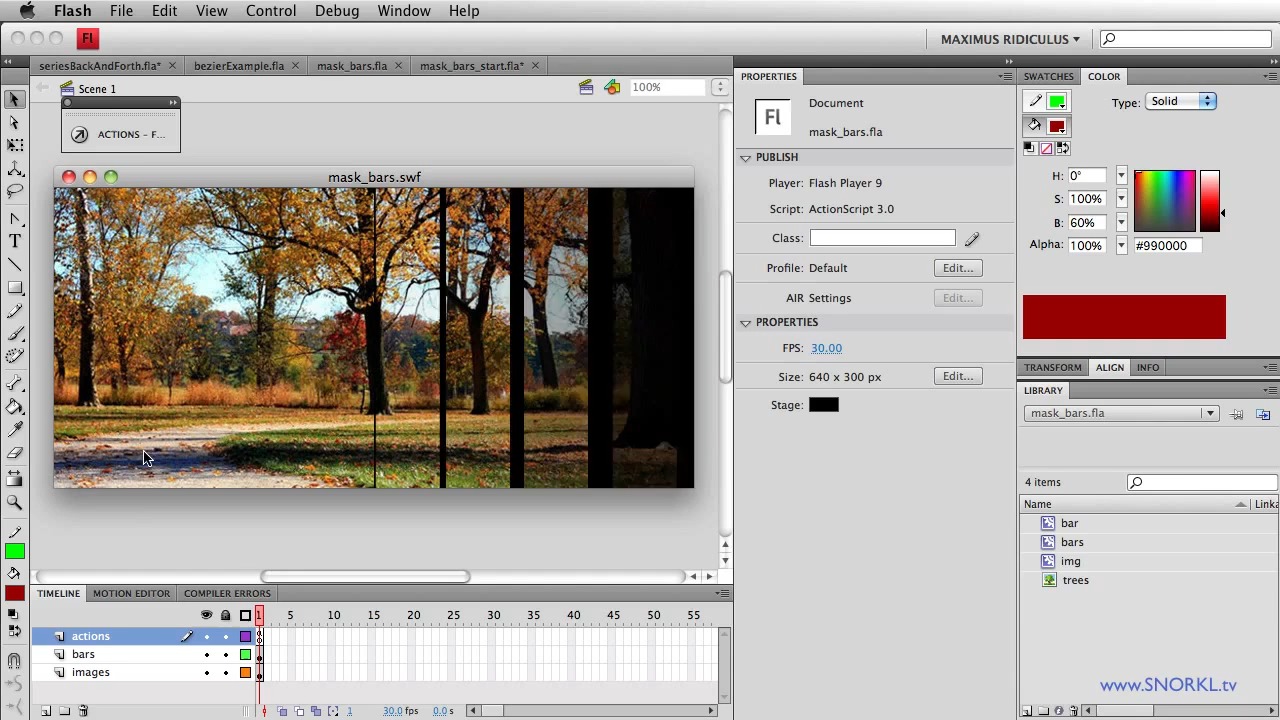 Flash File Edit View Control Debug Window Help
Fl MAXIMUS RIDICULUS
seriesBackAndForth.fla* bezierExample.fla mask_bars.fla mask_bars_start.fla*
Scene 1 100%
ACTIONS - F...
mask_bars.swf
PROPERTIES
Fl Document
mask_bars.fla
PUBLISH
Player: Flash Player 9
Script: ActionScript 3.0
Class:
Profile: Default Edit...
AIR Settings Edit...
PROPERTIES
FPS: 30.00
Size: 640 x 300 px Edit...
Stage:
SWATCHES COLOR
Type: Solid
H: 0°
S: 100%
B: 60%
Alpha: 100% #990000
TRANSFORM ALIGN INFO
LIBRARY
mask_bars.fla
4 items
Name Linka
bar
bars
img
trees
TIMELINE MOTION EDITOR COMPILER ERRORS
1 5 10 15 20 25 30 35 40 45 50 55
actions
bars
images
1 30.0 fps 0.0 s
www.SNORKL.tv